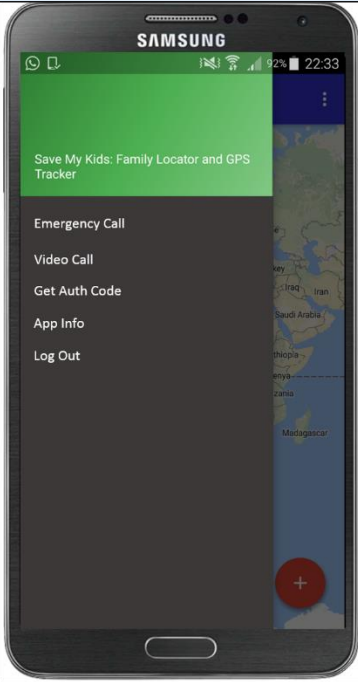 SAMSUNG
92% 22:33
Save My Kids: Family Locator and GPS
Tracker
Emergency Call
Video Call
Get Auth Code
App Info
Log Out
Iraq
Iran
Saudi Arabia
Madagascar